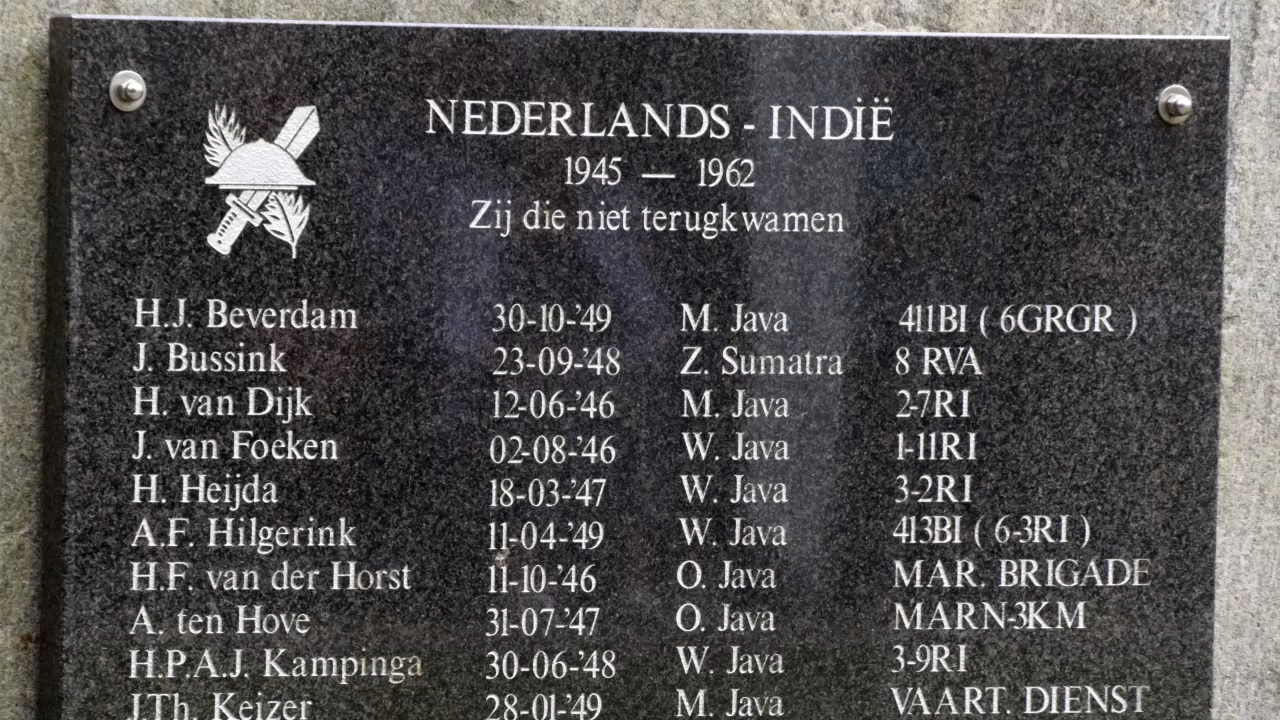 NEDERLANDS - INDIË
1945 — 1962
Zij die niet terugkwamen
H.J. Beverdam 30-10-'49 M. Java 411BI ( 6GRGR )
J. Bussink 23-09-'48 Z. Sumatra 8 RVA
H. van Dijk 12-06-'46 M. Java 2-7RI
J. van Foeken 02-08-'46 W. Java 1-11RI
H. Heijda 18-03-'47 W. Java 3-2RI
A.F. Hilgerink 11-04-'49 W. Java 413BI ( 6-3RI )
H.F. van der Horst 11-10-'46 O. Java MAR. BRIGADE
A. ten Hove 31-07-'47 O. Java MARN-3KM
H.P.A.J. Kampinga 30-06-'48 W. Java 3-9RI
J.Th. Keizer 28-01-'49 M. Java VAART. DIENST